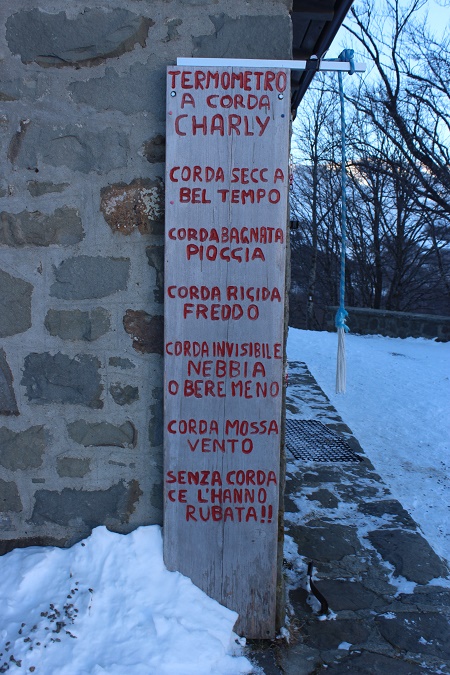 TERMOMETRO
A CORDA
CHARLY
CORDA SECCA
BEL TEMPO
CORDA BAGNATA
PIOGGIA
CORDA RIGIDA
FREDDO
CORDA INVISIBILE
NEBBIA
O BERE MENO
CORDA MOSSA
VENTO
SENZA CORDA
CE L'HANNO
RUBATA!!